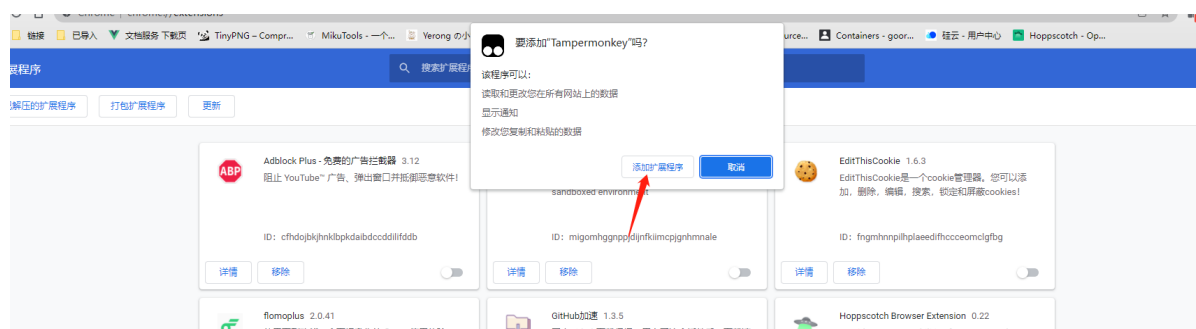 Chrome | chrome://extensions
链接 已导入 文档服务 下载页 TinyPNG – Compr... MikuTools - 一个... Yerong の小 urce... Containers - goor... 硅云 - 用户中心 Hoppscotch - Op...
展程序 搜索扩展程序
要添加"Tampermonkey"吗?
该程序可以:
读取和更改您在所有网站上的数据
显示通知
修改您复制和粘贴的数据
添加扩展程序 取消
解压的扩展程序 打包扩展程序 更新
Adblock Plus - 免费的广告拦截器 3.12
阻止 YouTube™ 广告、弹出窗口并抵御恶意软件!
ID: cfhdojbkjhnklbpkdaibdccddilifddb
详情 移除
sandboxed environment
ID: migomhggnppjdijnfkiimcpjgnhmnale
详情 移除
EditThisCookie 1.6.3
EditThisCookie是一个cookie管理器。您可以添
加,删除,编辑,搜索,锁定和屏蔽cookies!
ID: fngmhnnpilhplaeedifhccceomclgfbg
详情 移除
flomoplus 2.0.41
GitHub加速 1.3.5
Hoppscotch Browser Extension 0.22